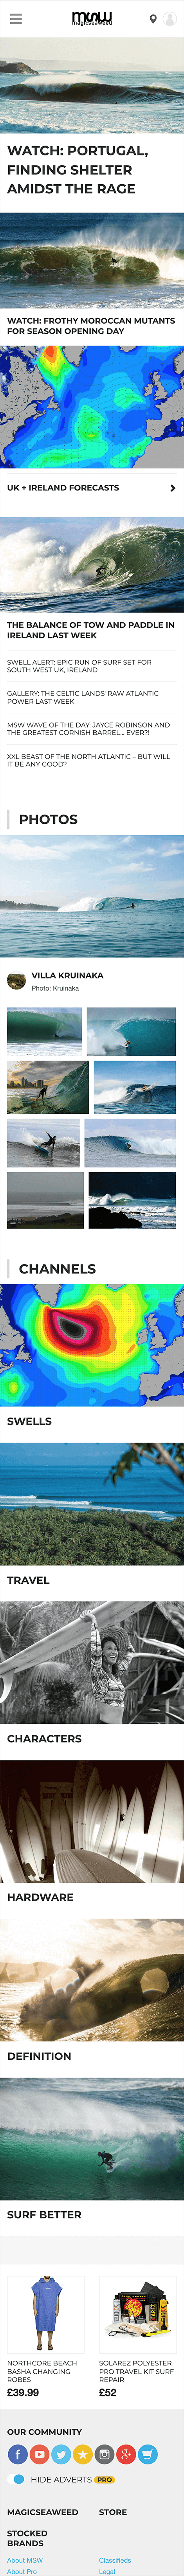 msw
magicseaweed
WATCH: PORTUGAL,
FINDING SHELTER
AMIDST THE RAGE
WATCH: FROTHY MOROCCAN MUTANTS
FOR SEASON OPENING DAY
UK + IRELAND FORECASTS
THE BALANCE OF TOW AND PADDLE IN
IRELAND LAST WEEK
SWELL ALERT: EPIC RUN OF SURF SET FOR
SOUTH WEST UK, IRELAND
GALLERY: THE CELTIC LANDS' RAW ATLANTIC
POWER LAST WEEK
MSW WAVE OF THE DAY: JAYCE ROBINSON AND
THE GREATEST CORNISH BARREL... EVER?!
XXL BEAST OF THE NORTH ATLANTIC – BUT WILL
IT BE ANY GOOD?
PHOTOS
VILLA KRUINAKA
Photo: Kruinaka
CHANNELS
SWELLS
TRAVEL
CHARACTERS
HARDWARE
DEFINITION
SURF BETTER
NORTHCORE BEACH
BASHA CHANGING
ROBES
£39.99
SOLAREZ POLYESTER
PRO TRAVEL KIT SURF
REPAIR
£52
OUR COMMUNITY
HIDE ADVERTS PRO
MAGICSEAWEED
STORE
STOCKED
BRANDS
About MSW
Classifieds
About Pro
Legal